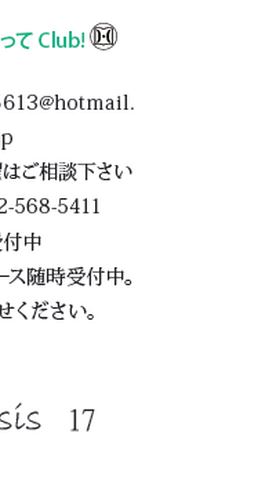 って Club!
5613@hotmail.
p
はご相談下さい
2-568-5411
受付中
ース随時受付中。
せください。
sis 17